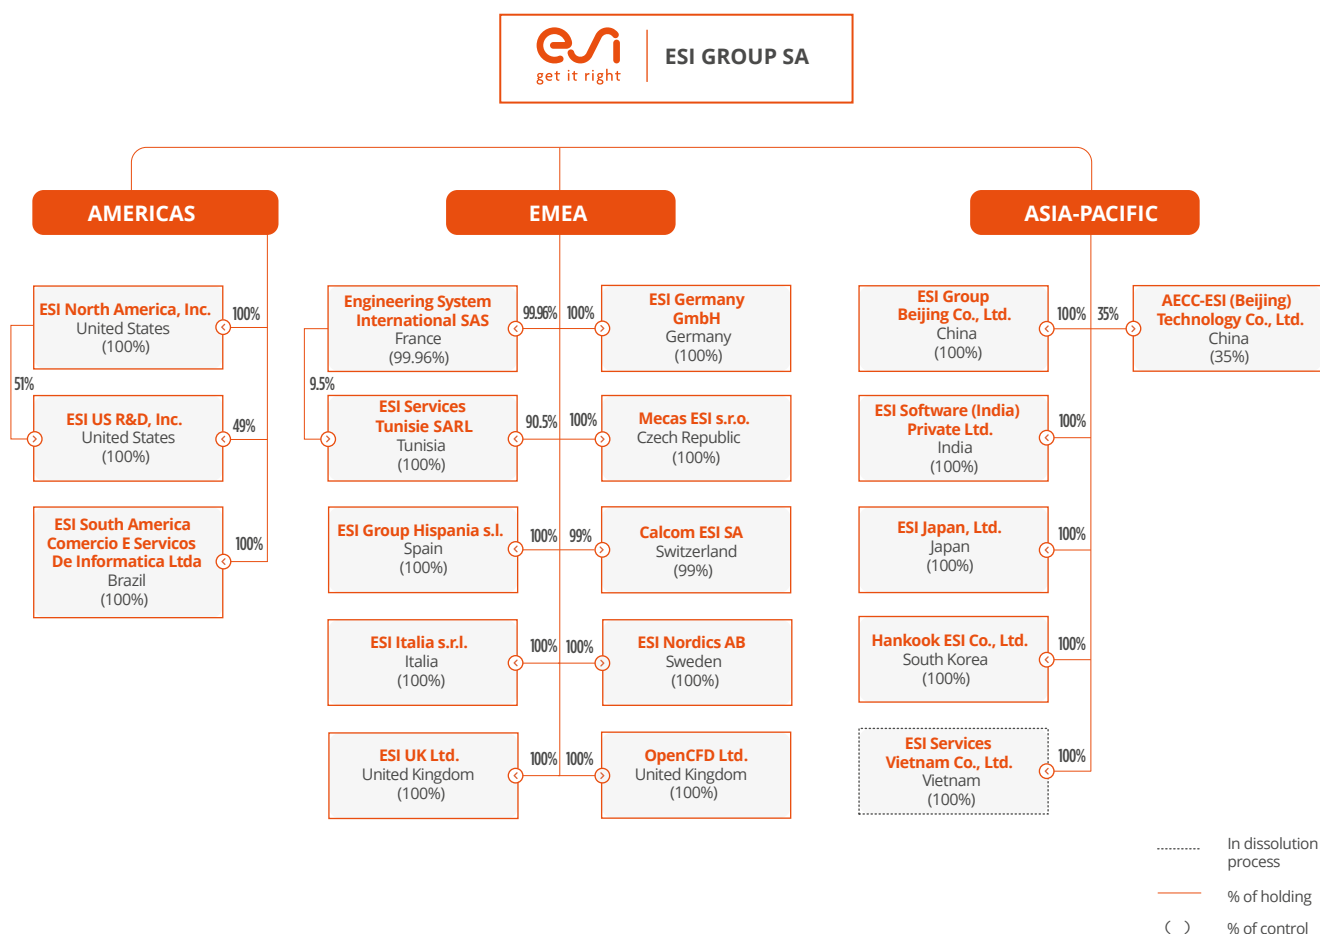 esi
get it right
ESI GROUP SA
AMERICAS
ESI North America, Inc.
United States
(100%)
100%
51%
ESI US R&D, Inc.
United States
(100%)
49%
ESI South America
Comercio E Servicos
De Informatica Ltda
Brazil
(100%)
100%
EMEA
Engineering System
International SAS
France
(99.96%)
99.96%
100%
ESI Germany
GmbH
Germany
(100%)
9.5%
ESI Services
Tunisie SARL
Tunisia
(100%)
90.5%
100%
Mecas ESI s.r.o.
Czech Republic
(100%)
ESI Group Hispania s.l.
Spain
(100%)
100%
99%
Calcom ESI SA
Switzerland
(99%)
ESI Italia s.r.l.
Italia
(100%)
100%
100%
ESI Nordics AB
Sweden
(100%)
ESI UK Ltd.
United Kingdom
(100%)
100%
100%
OpenCFD Ltd.
United Kingdom
(100%)
ASIA-PACIFIC
ESI Group
Beijing Co., Ltd.
China
(100%)
100%
35%
AECC-ESI (Beijing)
Technology Co., Ltd.
China
(35%)
ESI Software (India)
Private Ltd.
India
(100%)
100%
ESI Japan, Ltd.
Japan
(100%)
100%
Hankook ESI Co., Ltd.
South Korea
(100%)
100%
ESI Services
Vietnam Co., Ltd.
Vietnam
(100%)
100%
In dissolution
process
% of holding
( ) % of control